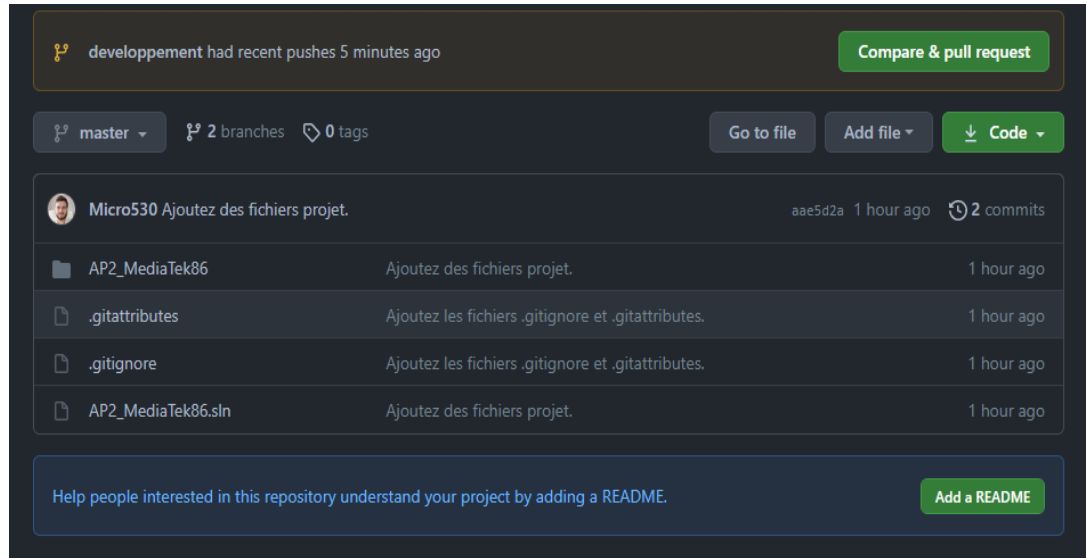 developpement had recent pushes 5 minutes ago Compare & pull request
master 2 branches 0 tags Go to file Add file Code
Micro530 Ajoutez des fichiers projet. aae5d2a 1 hour ago 2 commits
AP2_MediaTek86 Ajoutez des fichiers projet. 1 hour ago
.gitattributes Ajoutez les fichiers .gitignore et .gitattributes. 1 hour ago
.gitignore Ajoutez les fichiers .gitignore et .gitattributes. 1 hour ago
AP2_MediaTek86.sln Ajoutez des fichiers projet. 1 hour ago
Help people interested in this repository understand your project by adding a README. Add a README